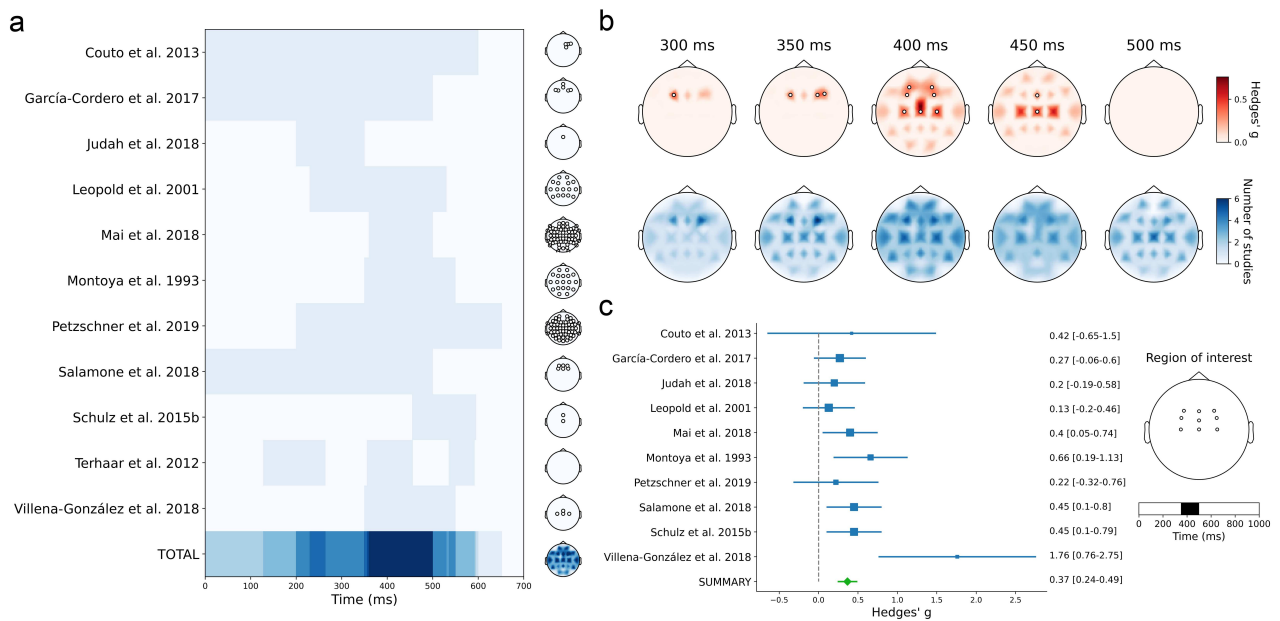 a
Couto et al. 2013
García-Cordero et al. 2017
Judah et al. 2018
Leopold et al. 2001
Mai et al. 2018
Montoya et al. 1993
Petzschner et al. 2019
Salamone et al. 2018
Schulz et al. 2015b
Terhaar et al. 2012
Villena-González et al. 2018
TOTAL
0 100 200 300 400 500 600 700
Time (ms)
b
300 ms 350 ms 400 ms 450 ms 500 ms
0.5
0.0
Hedges' g
6
4
2
0
Number of studies
c
Couto et al. 2013 0.42 [-0.65-1.5]
García-Cordero et al. 2017 0.27 [-0.06-0.6]
Judah et al. 2018 0.2 [-0.19-0.58]
Leopold et al. 2001 0.13 [-0.2-0.46]
Mai et al. 2018 0.4 [0.05-0.74]
Montoya et al. 1993 0.66 [0.19-1.13]
Petzschner et al. 2019 0.22 [-0.32-0.76]
Salamone et al. 2018 0.45 [0.1-0.8]
Schulz et al. 2015b 0.45 [0.1-0.79]
Villena-González et al. 2018 1.76 [0.76-2.75]
SUMMARY 0.37 [0.24-0.49]
−0.5 0.0 0.5 1.0 1.5 2.0 2.5
Hedges' g
Region of interest
0 200 400 600 800 1000
Time (ms)